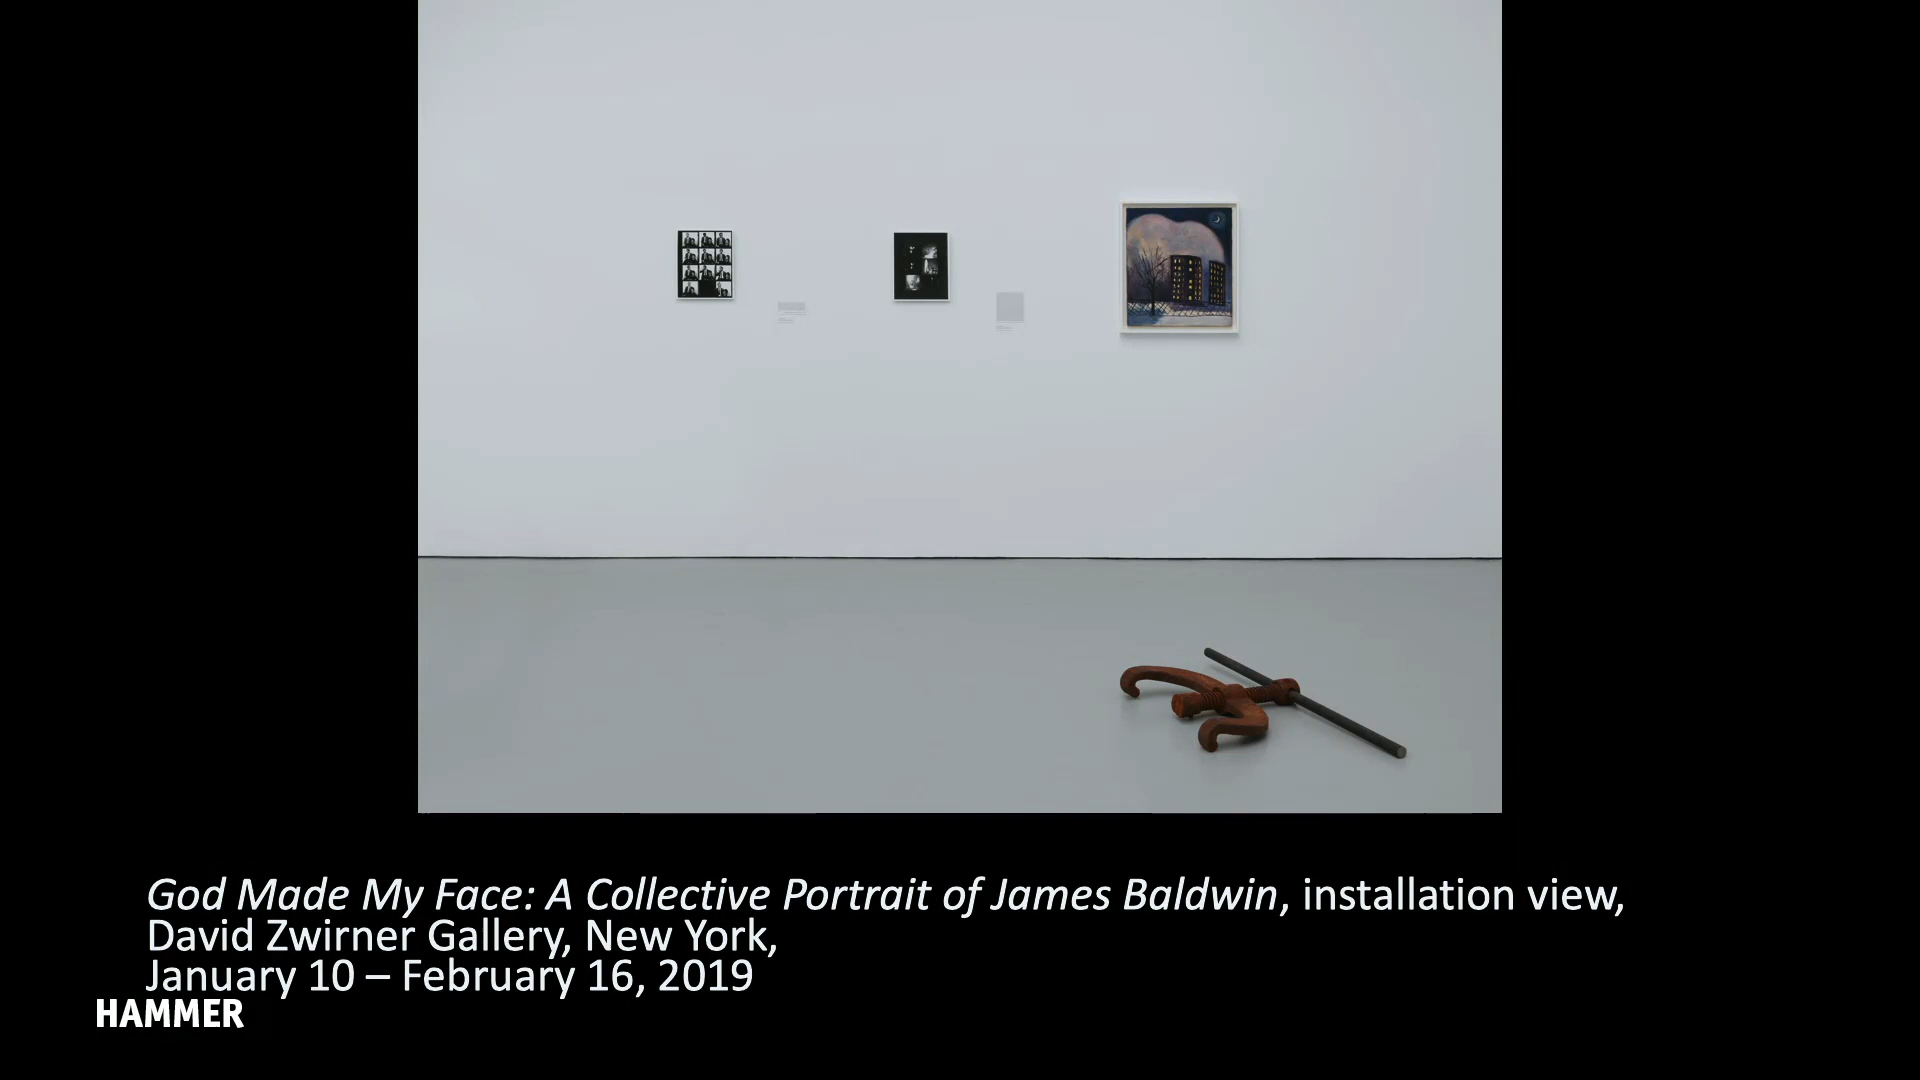 God Made My Face: A Collective Portrait of James Baldwin, installation view,
David Zwirner Gallery, New York,
January 10 – February 16, 2019
HAMMER